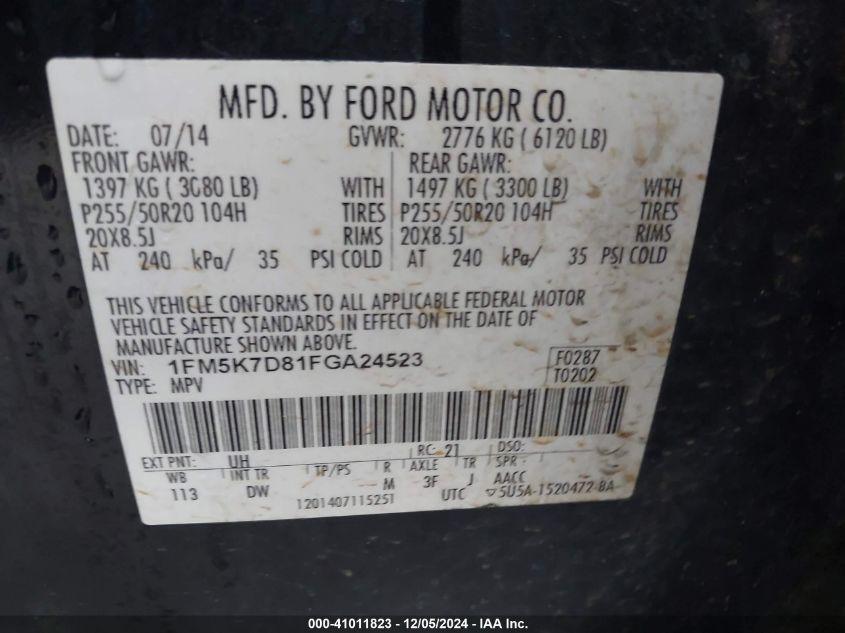 MFD. BY FORD MOTOR CO.
DATE: 07/14 GVWR: 2776 KG ( 6120 LB)
FRONT GAWR: REAR GAWR:
1397 KG ( 3080 LB) WITH 1497 KG ( 3300 LB) WITH
P255/50R20 104H TIRES P255/50R20 104H TIRES
20X8.5J RIMS 20X8.5J RIMS
AT 240 kPa/ 35 PSI COLD AT 240 kPa/ 35 PSI COLD
THIS VEHICLE CONFORMS TO ALL APPLICABLE FEDERAL MOTOR
VEHICLE SAFETY STANDARDS IN EFFECT ON THE DATE OF
MANUFACTURE SHOWN ABOVE.
VIN: 1FM5K7D81FGA24523 F0287
TYPE: MPV T0202
EXT PNT: UH RC: 21 DSO:
WB INT TR TP/PS R AXLE TR SPR
113 DW M 3F J AACC
1201407115251 UTC ▽5U5A-1520472-BA
000-41011823 - 12/05/2024 - IAA Inc.